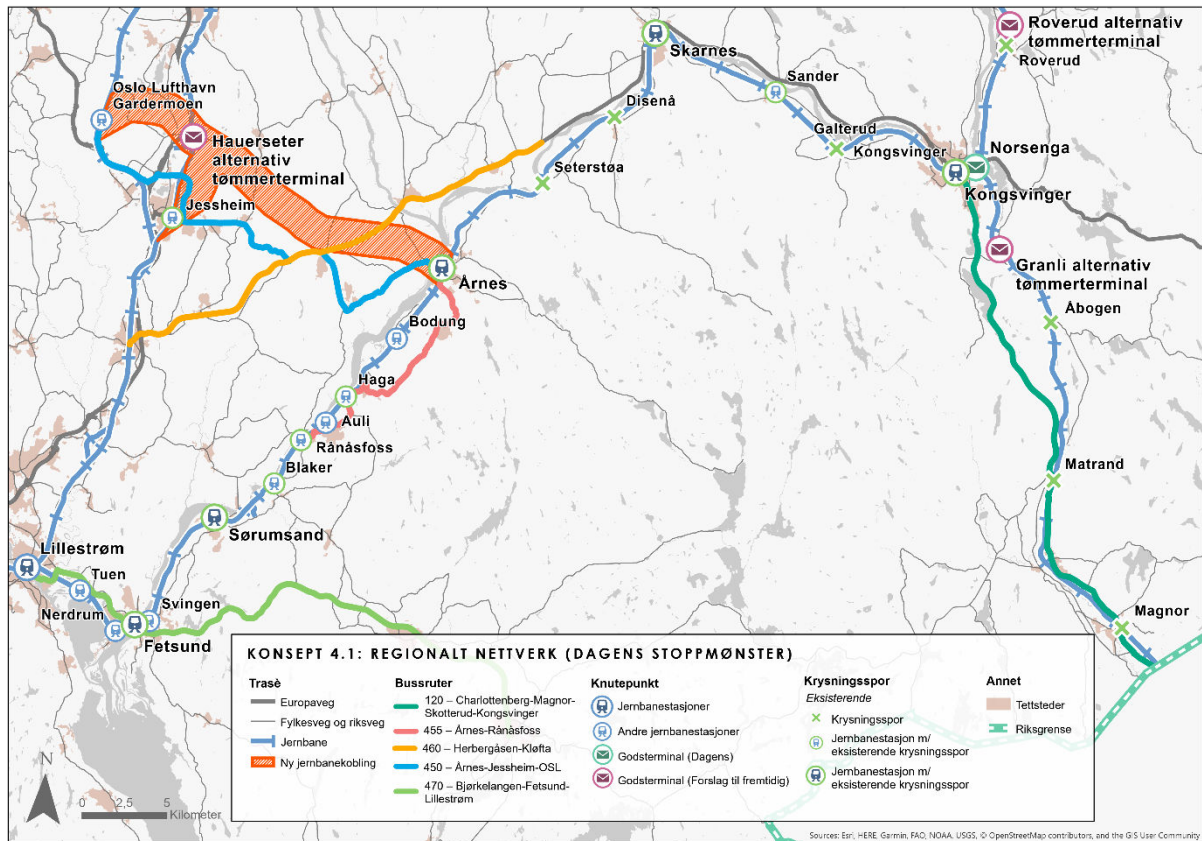 Roverud alternativ
tømmerterminal
Roverud
Skarnes
Sander
Oslo Lufthavn
Gardermoen
Disenå
Hauerseter
alternativ
tømmerterminal
Galterud
Kongsvinger
Norsenga
Seterstøa
Kongsvinger
Jessheim
Granli alternativ
tømmerterminal
Årnes
Åbogen
Bodung
Haga
Auli
Rånåsfoss
Blaker
Matrand
Sørumsand
Lillestrøm
Tuen
Svingen
Nerdrum
Fetsund
Magnor
KONSEPT 4.1: REGIONALT NETTVERK (DAGENS STOPPMØNSTER)
Trasè
Europaveg
Fylkesveg og riksveg
Jernbane
Ny jernbanekobling
Bussruter
120 – Charlottenberg-Magnor-
Skotterud-Kongsvinger
455 – Årnes-Rånåsfoss
460 – Herbergåsen-Kløfta
450 – Årnes-Jessheim-OSL
470 – Bjørkelangen-Fetsund-
Lillestrøm
Knutepunkt
Jernbanestasjoner
Andre jernbanestasjoner
Godsterminal (Dagens)
Godsterminal (Forslag til fremtidig)
Krysningsspor
Eksisterende
Krysningsspor
Jernbanestasjon m/
eksisterende krysningsspor
Jernbanestasjon m/
eksisterende krysningsspor
Annet
Tettsteder
Riksgrense
N
0 2,5 5
Kilometer
Sources: Esri, HERE, Garmin, FAO, NOAA, USGS, © OpenStreetMap contributors, and the GIS User Community